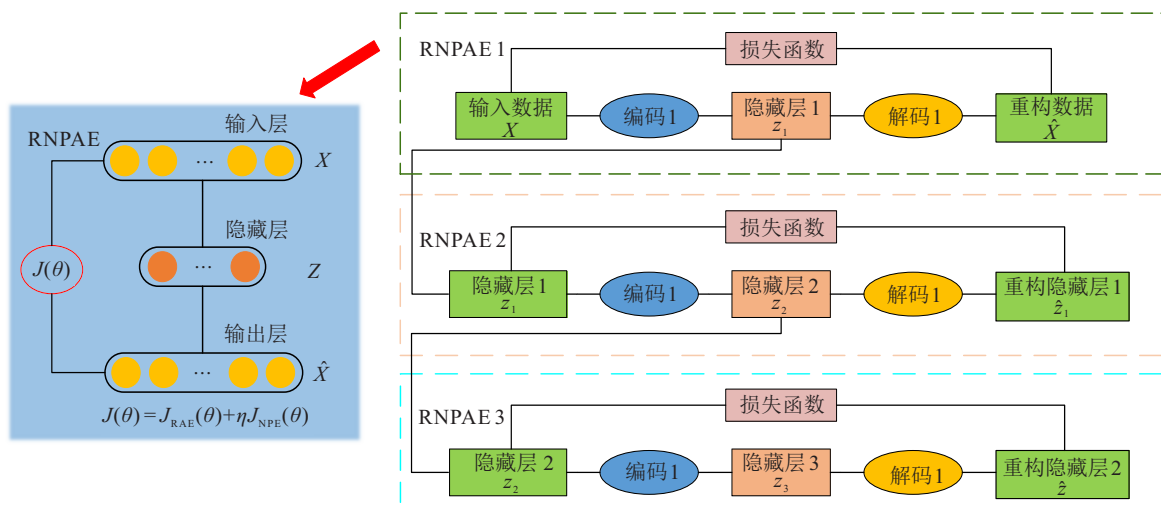 RNPAE
输入层
X
…
隐藏层
J(θ)
…
Z
输出层
…
X̂
J(θ)=J_RAE(θ)+ηJ_NPE(θ)
RNPAE 1
损失函数
输入数据
X
编码1
隐藏层1
z₁
解码1
重构数据
X̂
RNPAE 2
损失函数
隐藏层1
z₁
编码1
隐藏层2
z₂
解码1
重构隐藏层1
ẑ₁
RNPAE 3
损失函数
隐藏层2
z₂
编码1
隐藏层3
z₃
解码1
重构隐藏层2
ẑ